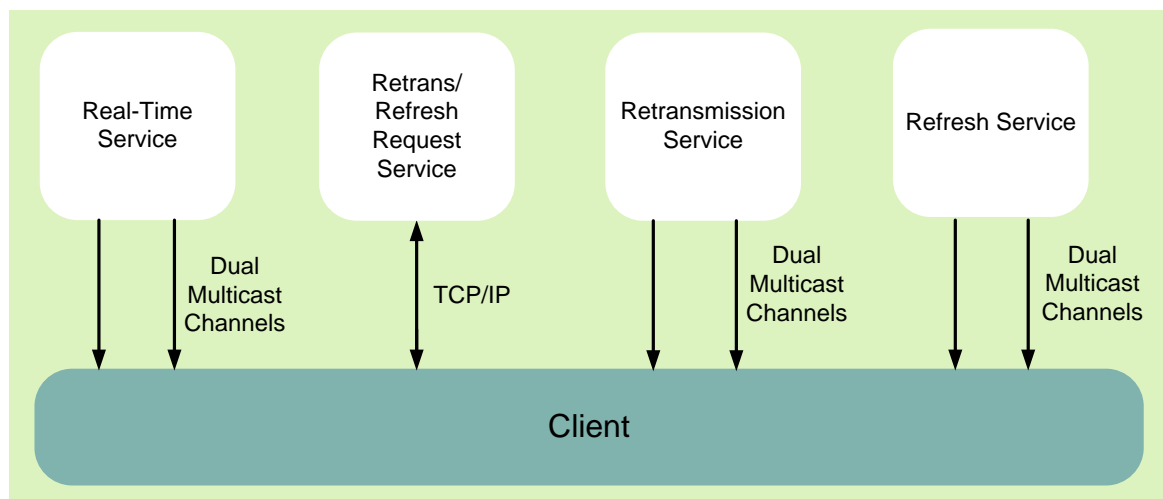 Real-Time
Service
Retrans/
Refresh
Request
Service
Retransmission
Service
Refresh Service
Dual
Multicast
Channels
TCP/IP
Dual
Multicast
Channels
Dual
Multicast
Channels
Client